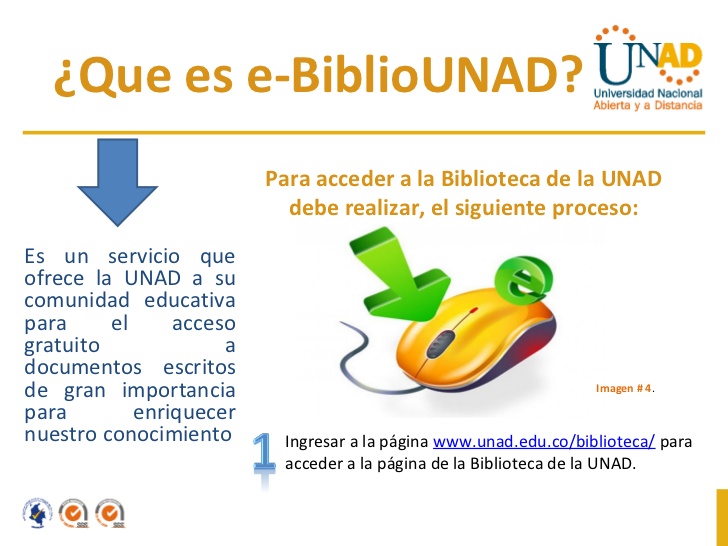 ¿Que es e-BiblioUNAD?
UNAD
Universidad Nacional
Abierta y a Distancia
Es un servicio que
ofrece la UNAD a su
comunidad educativa
para el acceso
gratuito a
documentos escritos
de gran importancia
para enriquecer
nuestro conocimiento
Para acceder a la Biblioteca de la UNAD
debe realizar, el siguiente proceso:
e
Imagen # 4.
1 Ingresar a la página www.unad.edu.co/biblioteca/ para
acceder a la página de la Biblioteca de la UNAD.